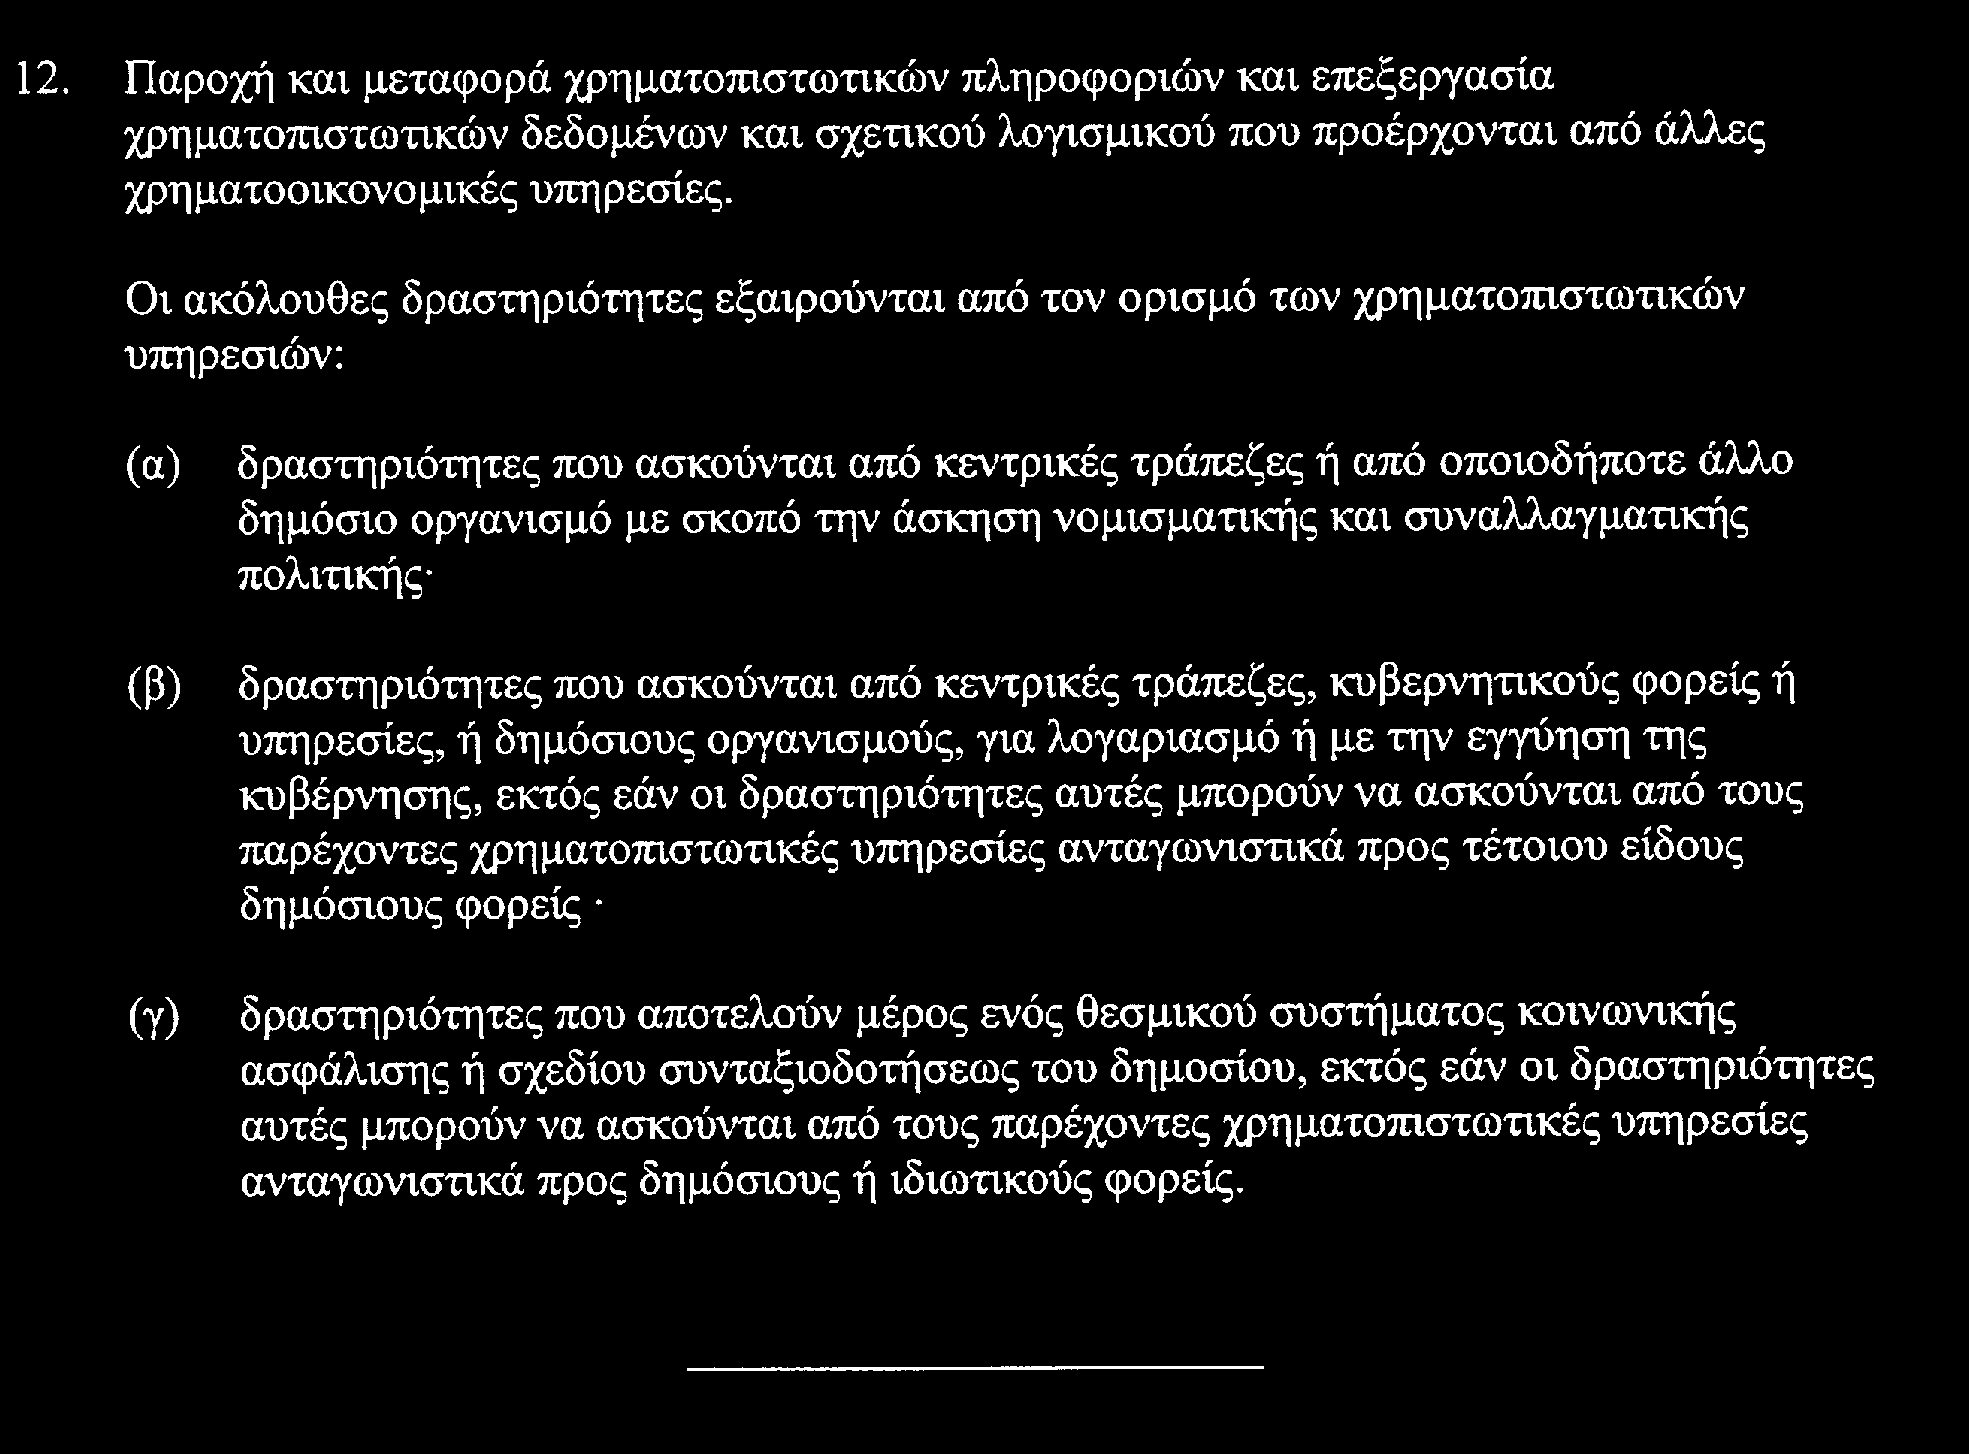 12. Παροχή και μεταφορά χρηματοπιστωτικών πληροφοριών και επεξεργασία
χρηματοπιστωτικών δεδομένων και σχετικού λογισμικού που προέρχονται από άλλες
χρηματοοικονομικές υπηρεσίες.
Οι ακόλουθες δραστηριότητες εξαιρούνται από τον ορισμό των χρηματοπιστωτικών
υπηρεσιών:
(α) δραστηριότητες που ασκούνται από κεντρικές τράπεζες ή από οποιοδήποτε άλλο
δημόσιο οργανισμό με σκοπό την άσκηση νομισματικής και συναλλαγματικής
πολιτικής·
(β) δραστηριότητες που ασκούνται από κεντρικές τράπεζες, κυβερνητικούς φορείς ή
υπηρεσίες, ή δημόσιους οργανισμούς, για λογαριασμό ή με την εγγύηση της
κυβέρνησης, εκτός εάν οι δραστηριότητες αυτές μπορούν να ασκούνται από τους
παρέχοντες χρηματοπιστωτικές υπηρεσίες ανταγωνιστικά προς τέτοιου είδους
δημόσιους φορείς ·
(γ) δραστηριότητες που αποτελούν μέρος ενός θεσμικού συστήματος κοινωνικής
ασφάλισης ή σχεδίου συνταξιοδοτήσεως του δημοσίου, εκτός εάν οι δραστηριότητες
αυτές μπορούν να ασκούνται από τους παρέχοντες χρηματοπιστωτικές υπηρεσίες
ανταγωνιστικά προς δημόσιους ή ιδιωτικούς φορείς.